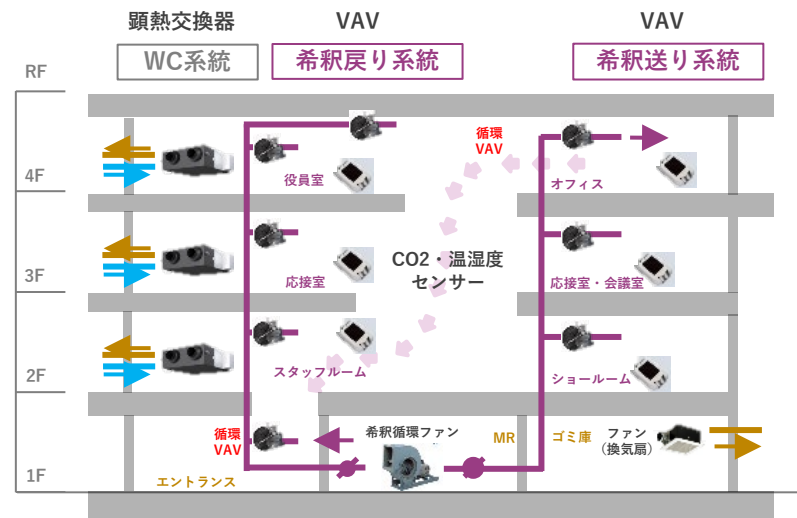 顕熱交換器
VAV
VAV
WC系統
希釈戻り系統
希釈送り系統
RF
循環
VAV
4F
役員室
オフィス
CO2・温湿度
センサー
3F
応接室
応接室・会議室
2F
スタッフルーム
ショールーム
循環
VAV
希釈循環ファン
MR
ゴミ庫
ファン
（換気扇）
1F
エントランス